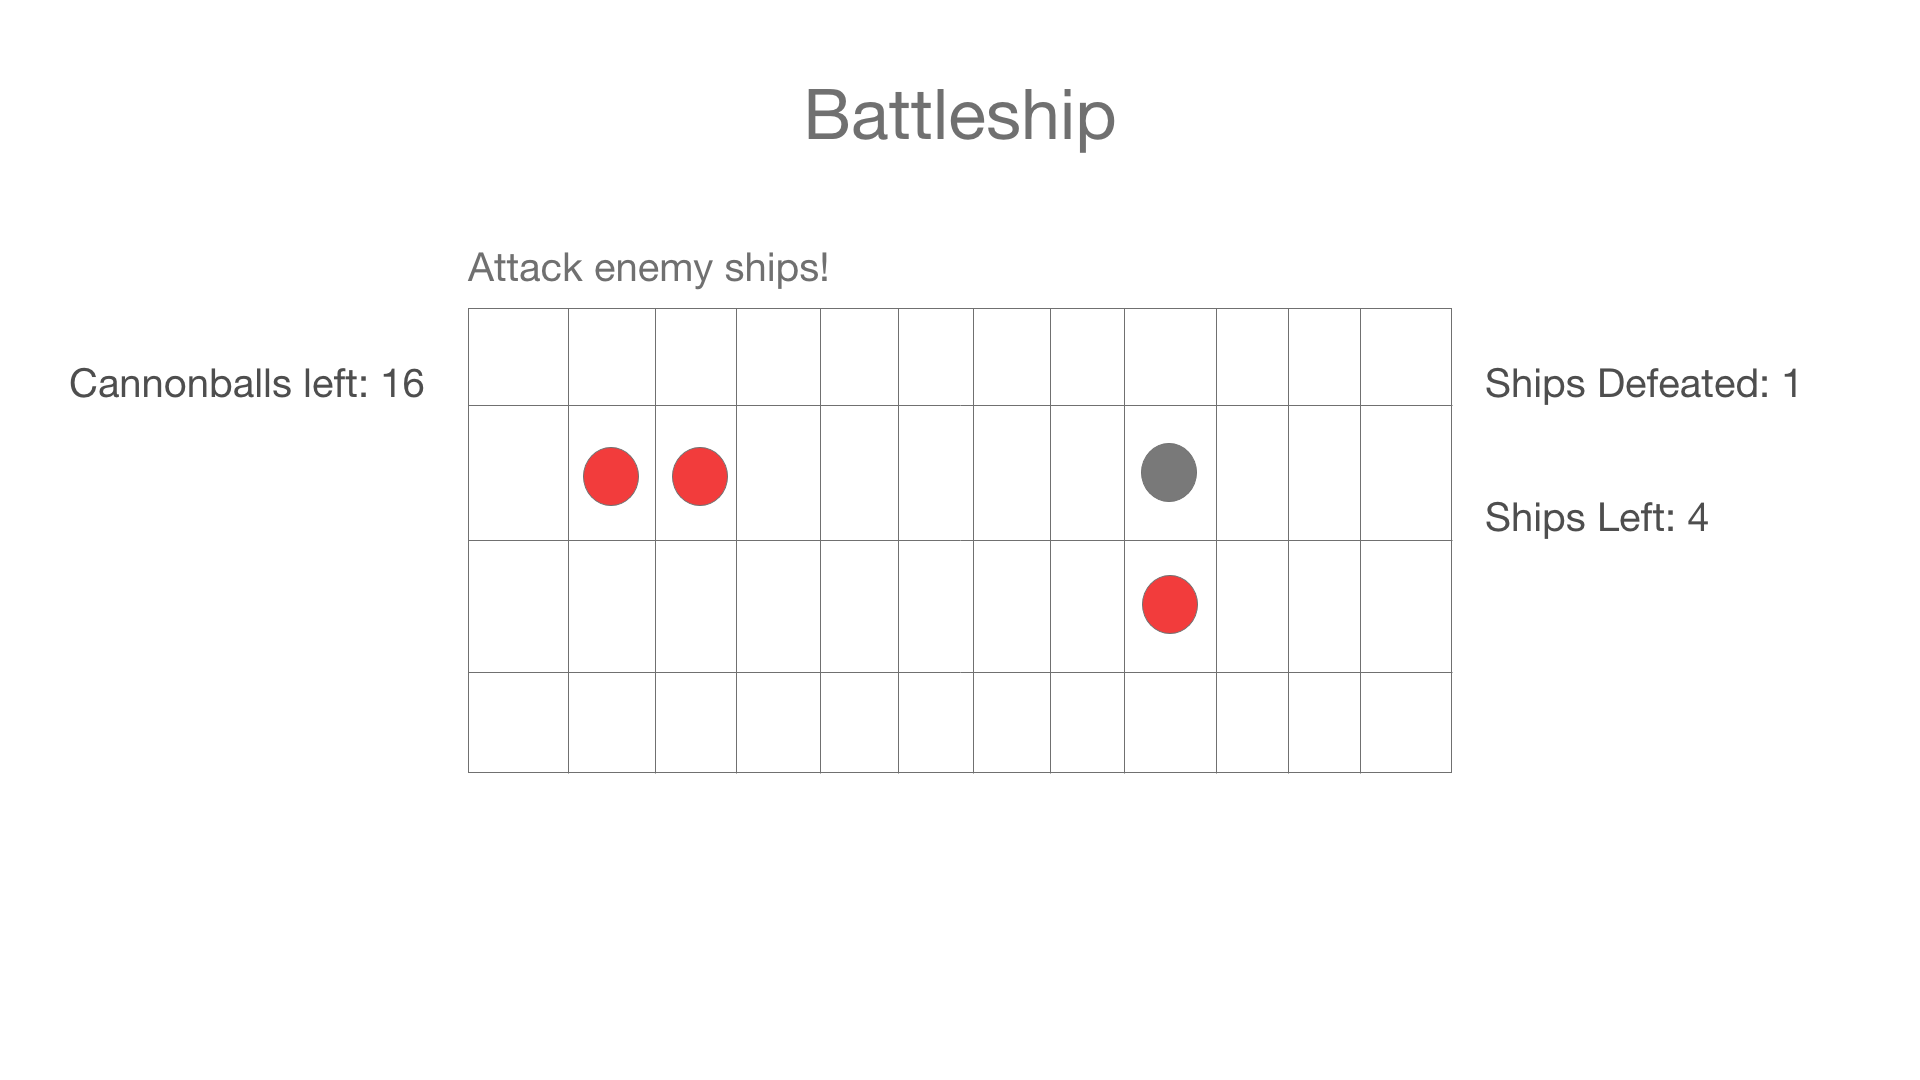 Battleship
Attack enemy ships!
Cannonballs left: 16
Ships Defeated: 1
Ships Left: 4